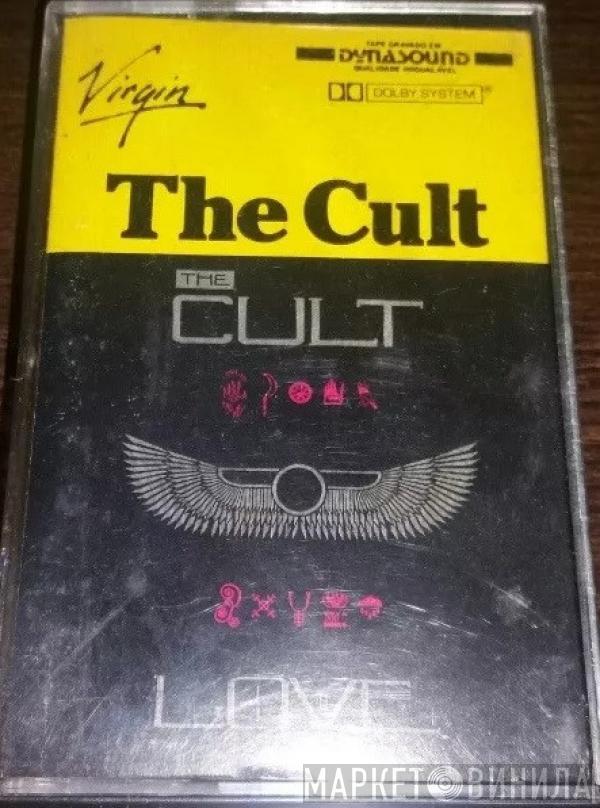 TAPE GRAVADO EM
DYNASOUND
QUALIDADE INIGUALÁVEL
Virgin
DOLBY SYSTEM®
The Cult
THE
CULT
LOVE
МАРКЕТ ВИНИЛА